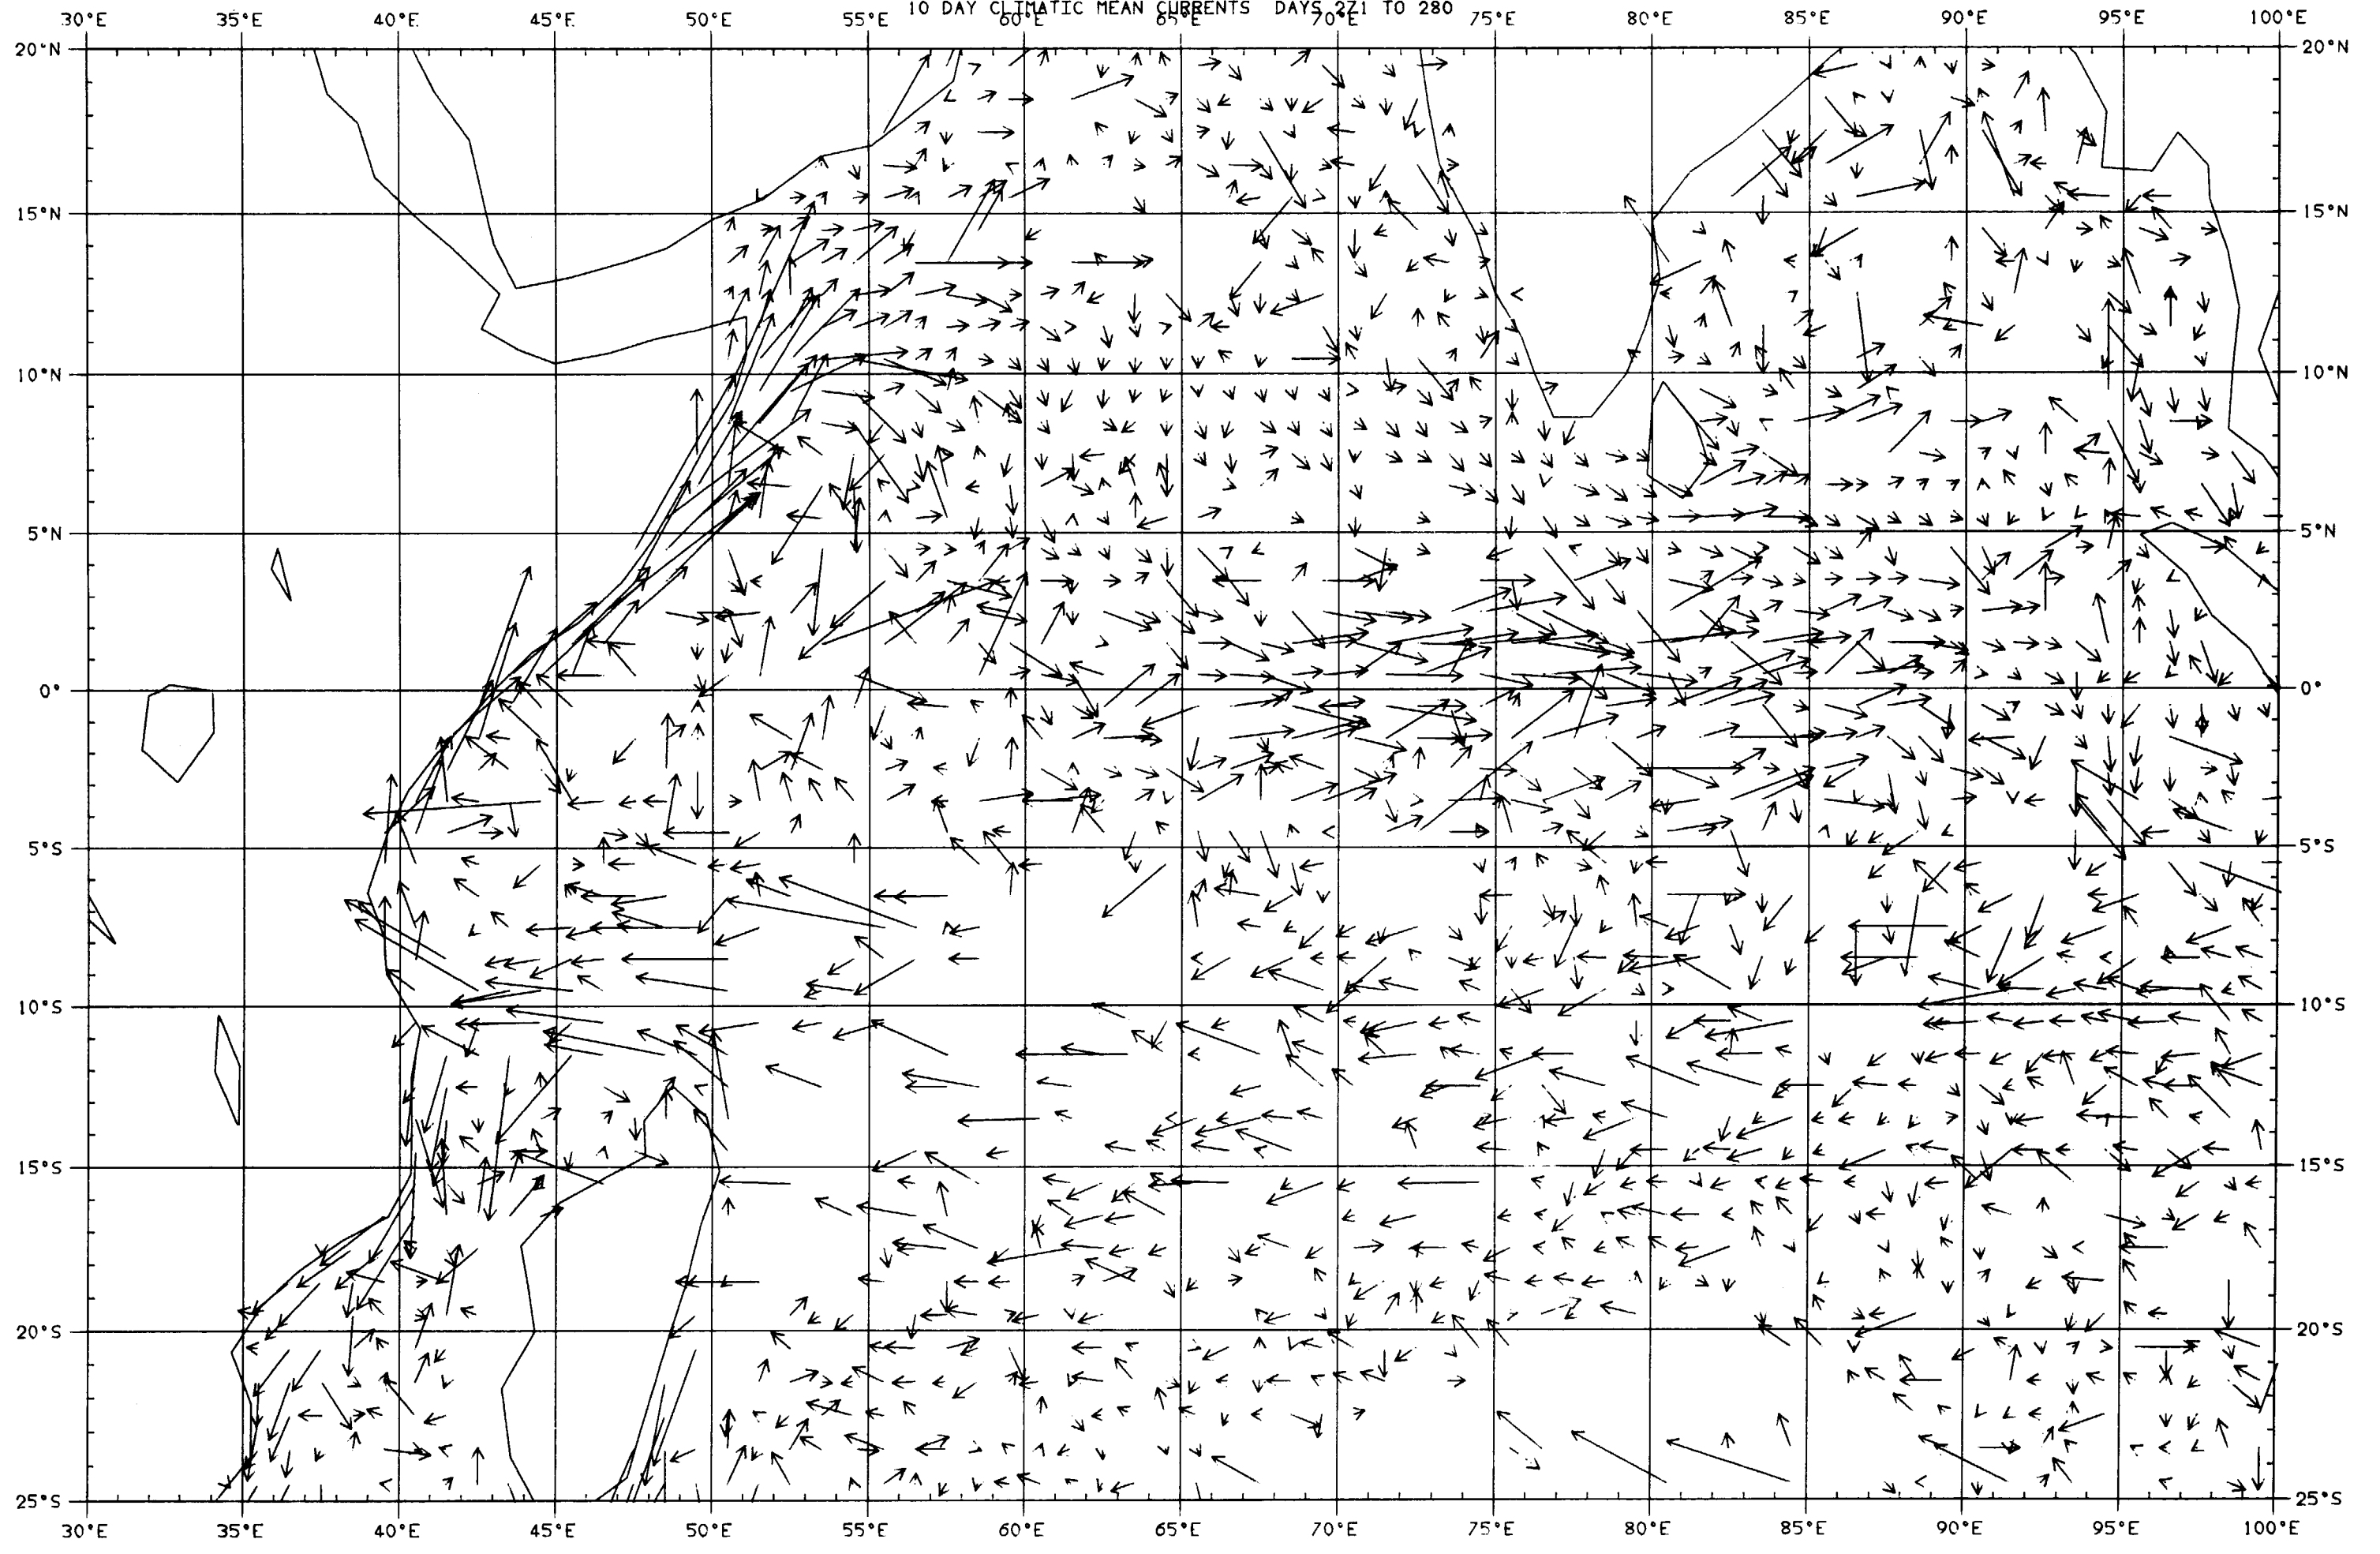 10 DAY CLIMATIC MEAN CURRENTS DAYS 271 TO 280
30°E 35°E 40°E 45°E 50°E 55°E 60°E 65°E 70°E 75°E 80°E 85°E 90°E 95°E 100°E
20°N 20°N
15°N 15°N
10°N 10°N
5°N 5°N
0° 0°
5°S 5°S
10°S 10°S
15°S 15°S
20°S 20°S
25°S 25°S
30°E 35°E 40°E 45°E 50°E 55°E 60°E 65°E 70°E 75°E 80°E 85°E 90°E 95°E 100°E